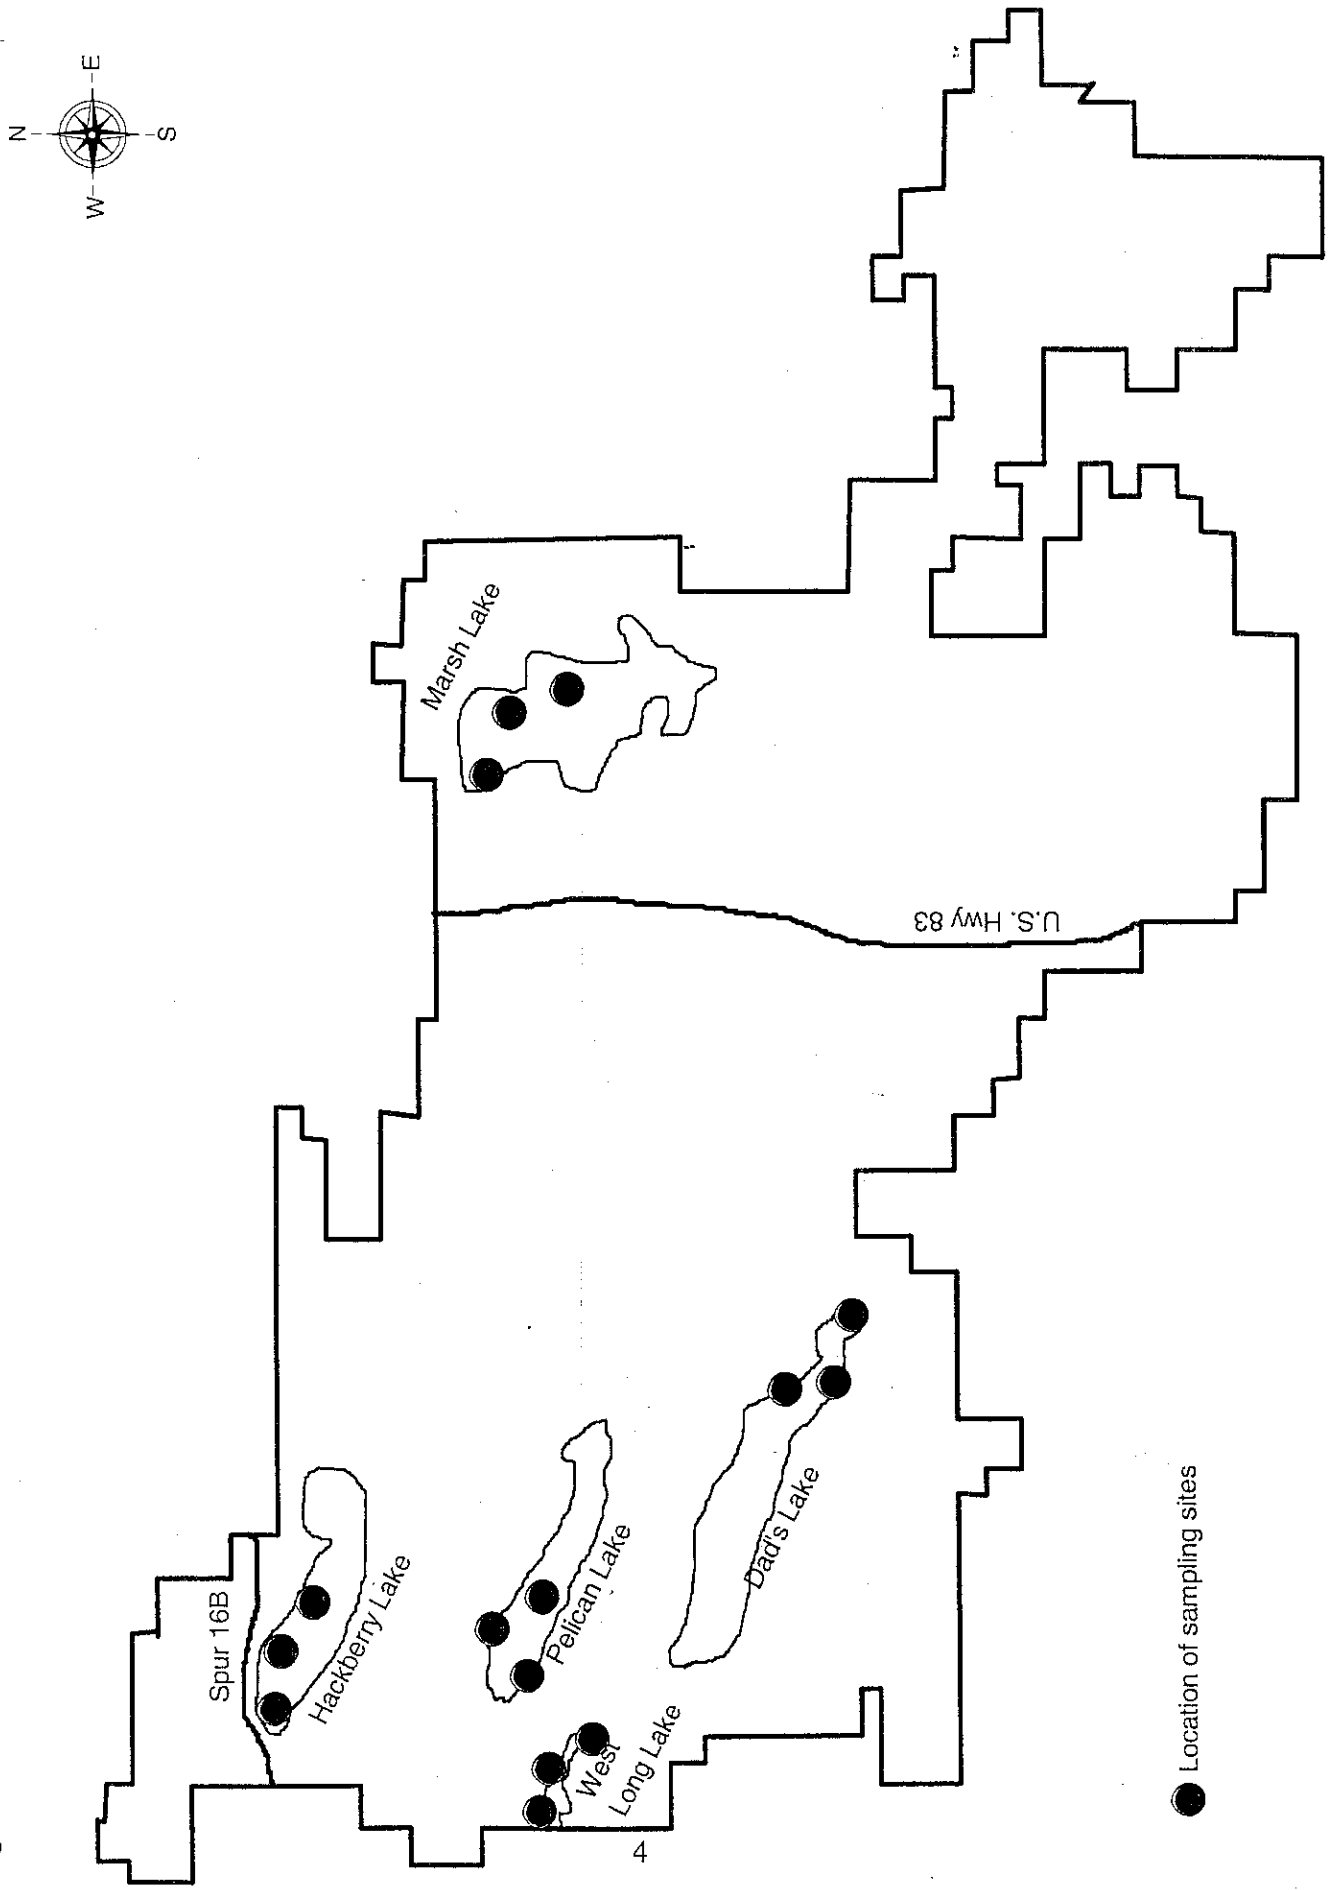 N
W
E
S
Marsh Lake
U.S. Hwy 83
Spur 16B
Hackberry Lake
Pelican Lake
Dad's Lake
West
Long Lake
4
Location of sampling sites